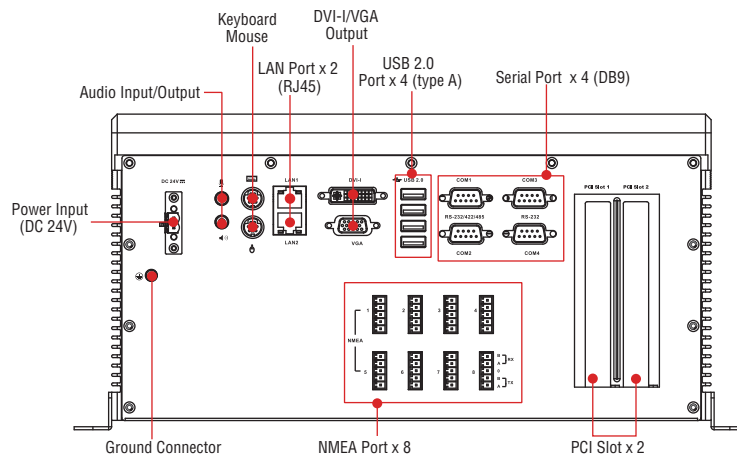 Keyboard
Mouse
DVI-I/VGA
Output
LAN Port x 2
(RJ45)
USB 2.0
Port x 4 (type A)
Serial Port x 4 (DB9)
Audio Input/Output
Power Input
(DC 24V)
DC 24V
LAN1
LAN2
DVI-I
VGA
USB 2.0
COM1
COM3
RS-232/422/485
RS-232
COM2
COM4
PCI Slot 1
PCI Slot 2
NMEA
1
2
3
4
5
6
7
8
B
A
RX
0
B
A
TX
Ground Connector
NMEA Port x 8
PCI Slot x 2